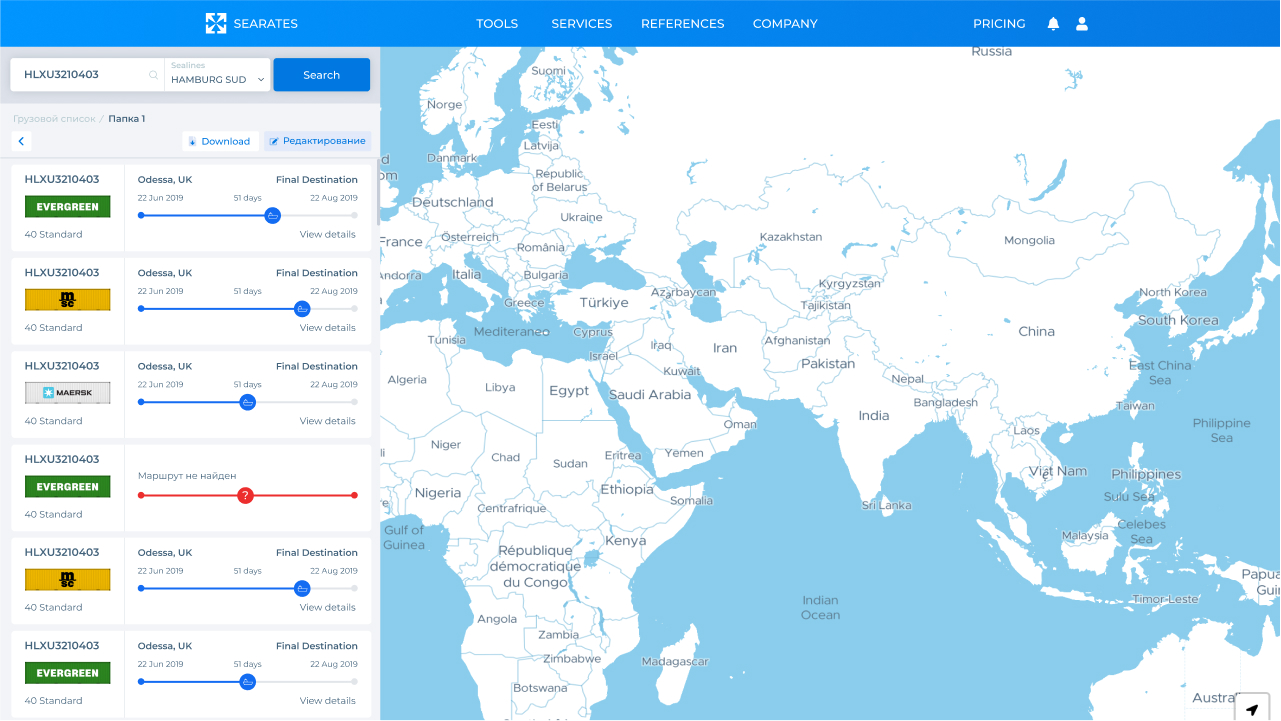 SEARATES
TOOLS
SERVICES
REFERENCES
COMPANY
PRICING
HLXU3210403
Sealines
HAMBURG SUD
Search
Грузовой список / Папка 1
Download
Редактирование
HLXU3210403
EVERGREEN
40 Standard
Odessa, UK
Final Destination
22 Jun 2019
51 days
22 Aug 2019
View details
HLXU3210403
msc
40 Standard
Odessa, UK
Final Destination
22 Jun 2019
51 days
22 Aug 2019
View details
HLXU3210403
MAERSK
40 Standard
Odessa, UK
Final Destination
22 Jun 2019
51 days
22 Aug 2019
View details
HLXU3210403
EVERGREEN
40 Standard
Маршрут не найден
?
HLXU3210403
msc
40 Standard
Odessa, UK
Final Destination
22 Jun 2019
51 days
22 Aug 2019
View details
HLXU3210403
EVERGREEN
40 Standard
Odessa, UK
Final Destination
22 Jun 2019
51 days
22 Aug 2019
View details
Russia
Suomi
Norge
Eesti
Latvija
Danmark
Republic
of Belarus
Deutschland
Ukraine
France
Österreich
România
Kazakhstan
Mongolia
Andorra
Italia
Bulgaria
Kyrgyzstan
Azərbaycan
North Korea
Greece
Türkiye
Tajikistan
South Korea
Mediteraneo
Cyprus
China
Tunisia
Iraq
Iran
Afghanistan
Israel
Pakistan
East China
Sea
Kuwait
Algeria
Libya
Egypt
Saudi Arabia
Nepal
Bangladesh
Taiwan
India
Oman
Philippine
Sea
Laos
Niger
Chad
Sudan
Eritrea
Yemen
Việt Nam
Philippines
Nigeria
Ethiopia
Somalia
Sulu Sea
Centrafrique
Sri Lanka
Gulf of
Guinea
Celebes
Sea
Kenya
Malaysia
République
démocratique
du Congo
Papua
Timor-Leste
Indian
Ocean
Angola
Zambia
Zimbabwe
Madagascar
Botswana